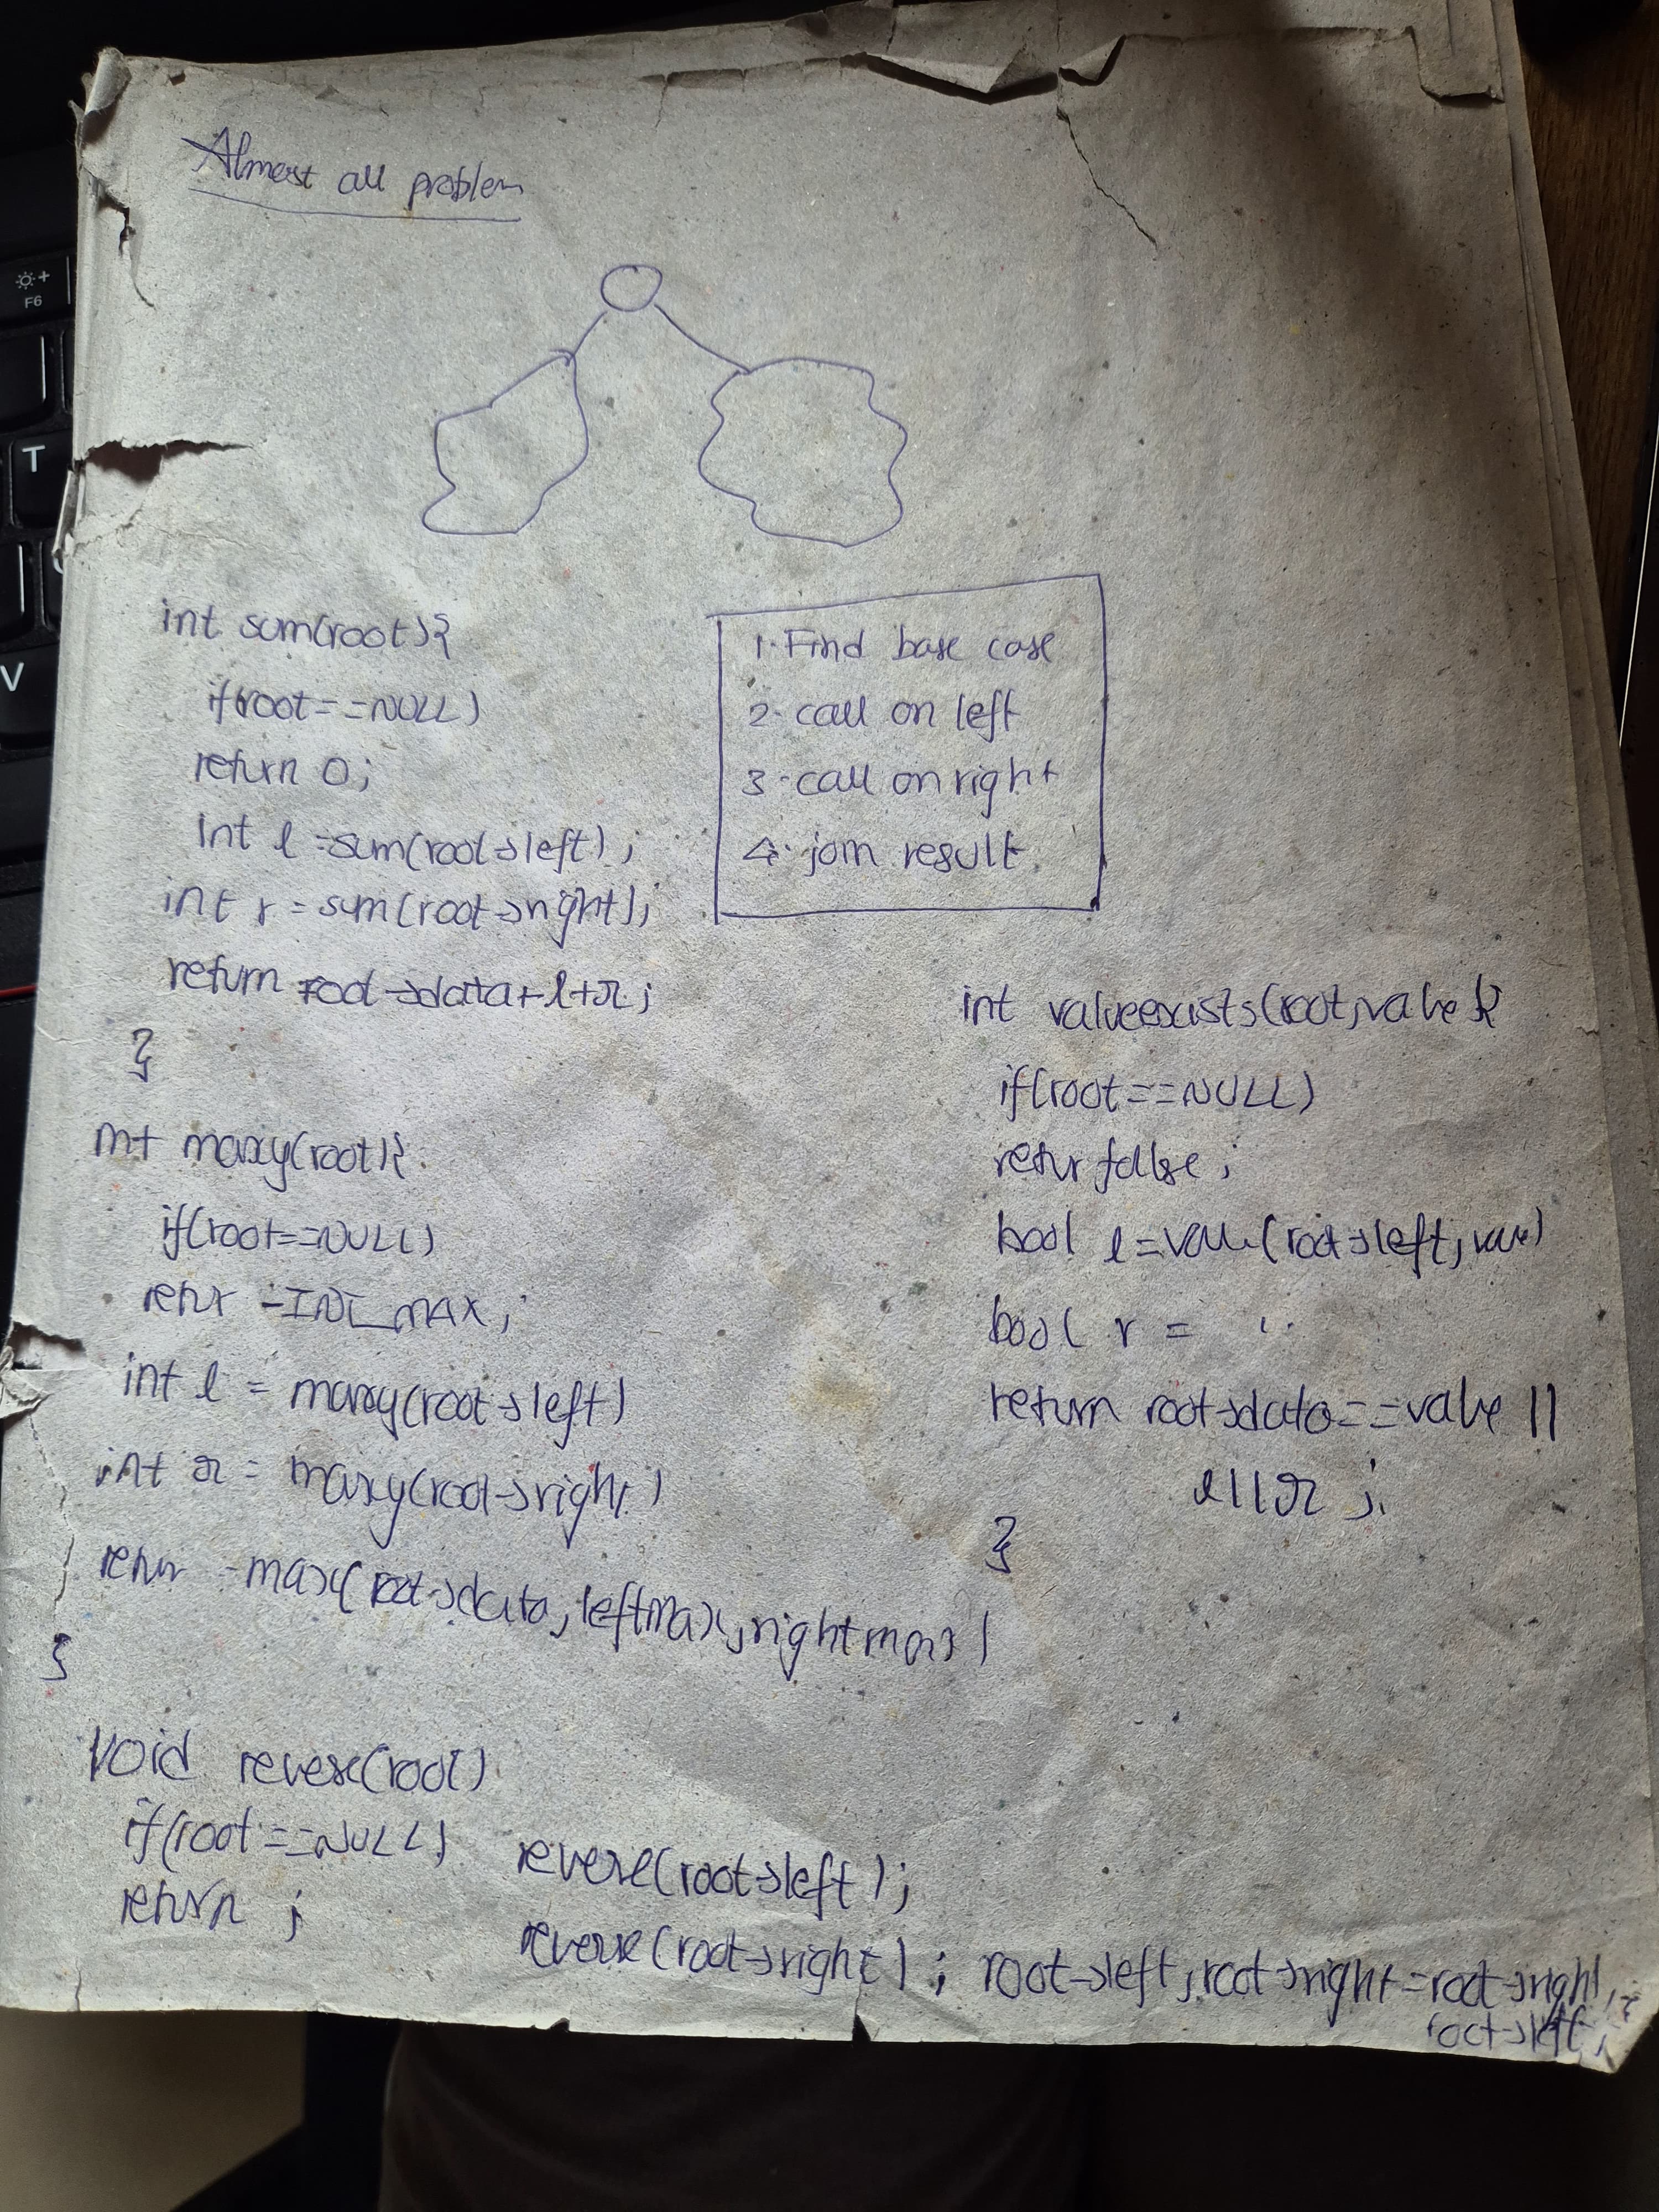 Almost all problem
int sum(root){
if(root==NULL)
return 0;
int l =sum(root→left);
int r = sum(root→right);
return root→data+l+r;
}
1. Find base case
2. call on left
3. call on right
4. join result.
int maxy(root){
if(root==NULL)
retur -INT_MAX;
int l = maxy(root→left)
int r = maxy(root→right)
retur max(root→data, leftmax, rightmax)
}
int valueexists(root, value){
if(root==NULL)
retur false;
bool l=value(root→left, value)
bool r = "
return root→data==value ||
l||r ;
}
void reverse(root)
if(root==NULL)
return ;
reverse(root→left);
reverse(root→right); root→left, root→right=root→right,
root→left; }
F6
T
V